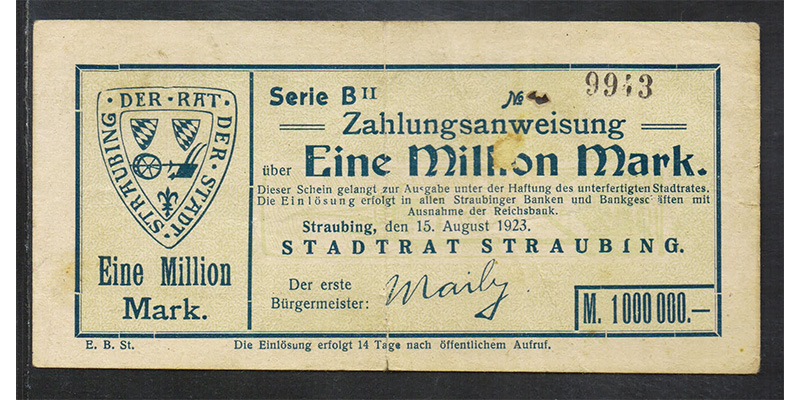 DER · RAT · DER · STADT · STRAUBING
Eine Million
Mark.
Serie B II
№
Zahlungsanweisung
über Eine Million Mark.
Dieser Schein gelangt zur Ausgabe unter der Haftung des unterfertigten Stadtrates.
Die Einlösung erfolgt in allen Straubinger Banken und Bankgeschäften mit
Ausnahme der Reichsbank.
Straubing, den 15. August 1923.
STADTRAT STRAUBING.
Der erste
Bürgermeister:
M. 1000000.—
E. B. St.
Die Einlösung erfolgt 14 Tage nach öffentlichem Aufruf.